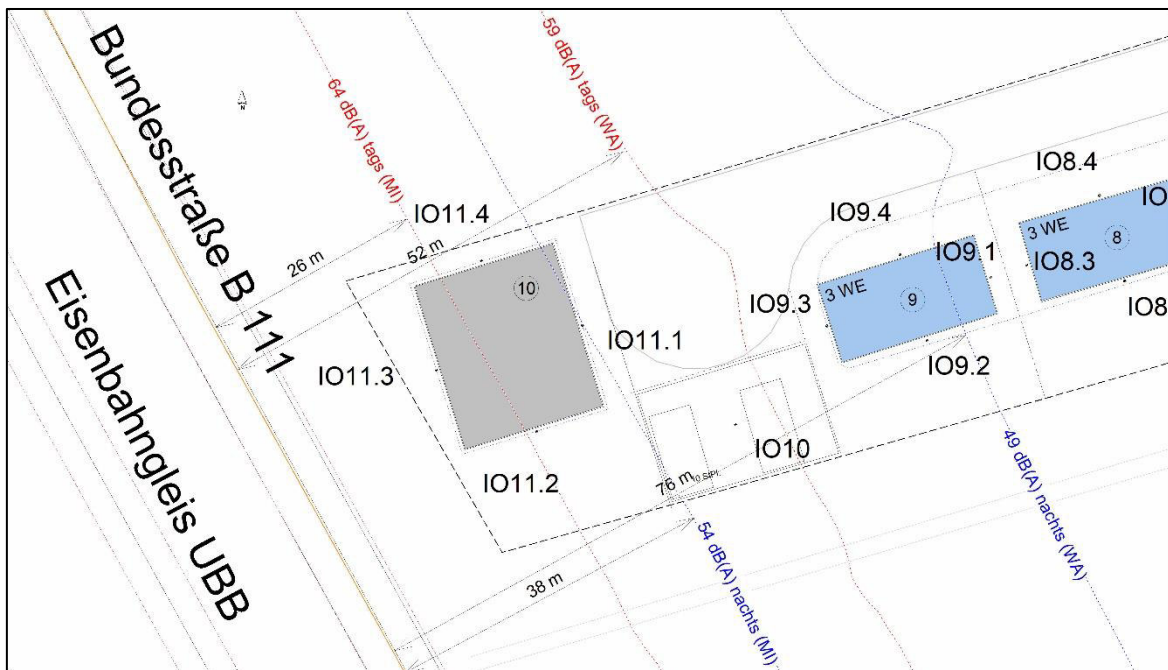 Bundesstraße B 111
Eisenbahngleis UBB
64 dB(A) tags (MI)
59 dB(A) tags (WA)
26 m
52 m
IO11.4
10
IO11.3
IO11.1
IO11.2
IO9.4
IO9.3
3 WE
9
IO9.1
IO9.2
IO8.4
3 WE
IO8.3
8
IO
IO8
IO10
76 m
38 m
54 dB(A) nachts (MI)
49 dB(A) nachts (WA)